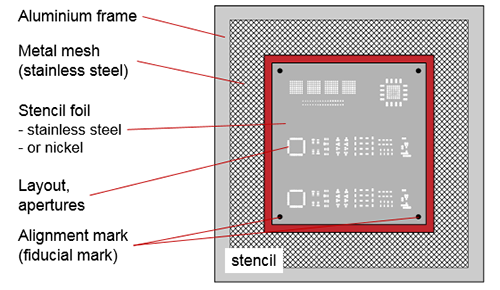 Aluminium frame
Metal mesh
(stainless steel)
Stencil foil
- stainless steel
- or nickel
Layout,
apertures
Alignment mark
(fiducial mark)
stencil